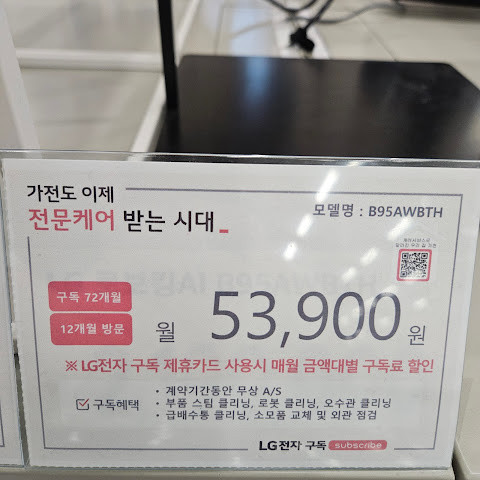 가전도 이제
전문케어 받는 시대
모델명 : B95AWBTH
구독 72개월
12개월 방문
월 53,900 원
※ LG전자 구독 제휴카드 사용시 매월 금액대별 구독료 할인
구독혜택
• 계약기간동안 무상 A/S
• 부품 스팀 클리닝, 로봇 클리닝, 오수관 클리닝
• 급배수통 클리닝, 소모품 교체 및 외관 점검
LG전자 구독 subscribe